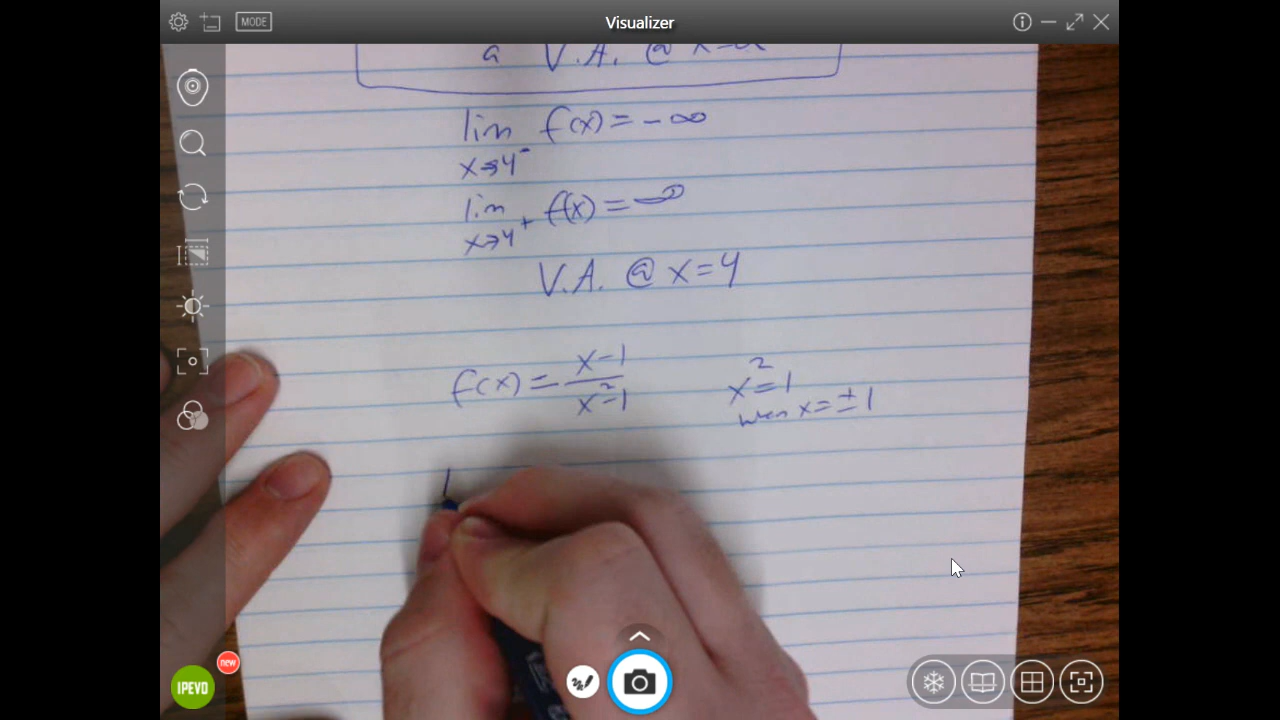 MODE
Visualizer
a V.A. @ x=a
lim f(x) = -∞
x→4⁻
lim f(x) = ∞
x→4⁺
V.A. @ x=4
f(x) = (x-1)/(x²-1)
x²=1
when x=±1
new
IPEVO